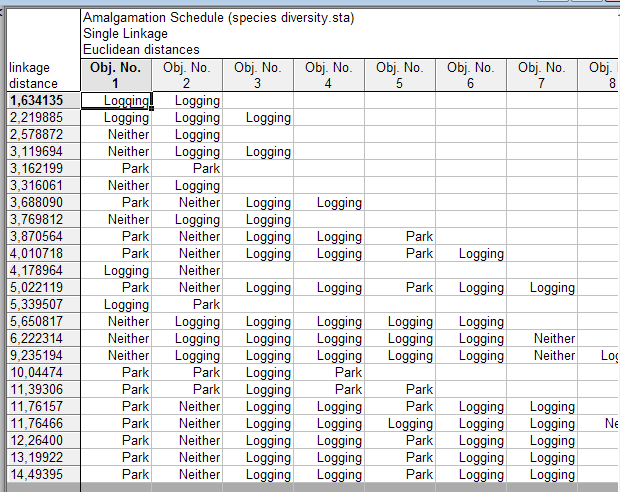 Amalgamation Schedule (species diversity.sta)
Single Linkage
Euclidean distances
linkage distance Obj. No. 1 Obj. No. 2 Obj. No. 3 Obj. No. 4 Obj. No. 5 Obj. No. 6 Obj. No. 7 Obj. 8
1,634135 Logging Logging
2,219885 Logging Logging Logging
2,578872 Neither Logging
3,119694 Neither Logging Logging
3,162199 Park Park
3,316061 Neither Logging
3,688090 Park Neither Logging Logging
3,769812 Neither Logging Logging
3,870564 Park Neither Logging Logging Park
4,010718 Park Neither Logging Logging Park Logging
4,178964 Logging Neither
5,022119 Park Neither Logging Logging Park Logging Logging
5,339507 Logging Park
5,650817 Neither Logging Logging Logging Logging Logging
6,222314 Neither Logging Logging Logging Logging Logging Neither
9,235194 Neither Logging Logging Logging Logging Logging Neither Log
10,04474 Park Park Logging Park
11,39306 Park Park Logging Park Park
11,76157 Park Neither Logging Logging Park Logging Logging
11,76466 Park Neither Logging Logging Logging Logging Logging Ne
12,26400 Park Neither Logging Logging Park Logging Logging
13,19922 Park Neither Logging Logging Park Logging Logging
14,49395 Park Neither Logging Logging Park Logging Logging